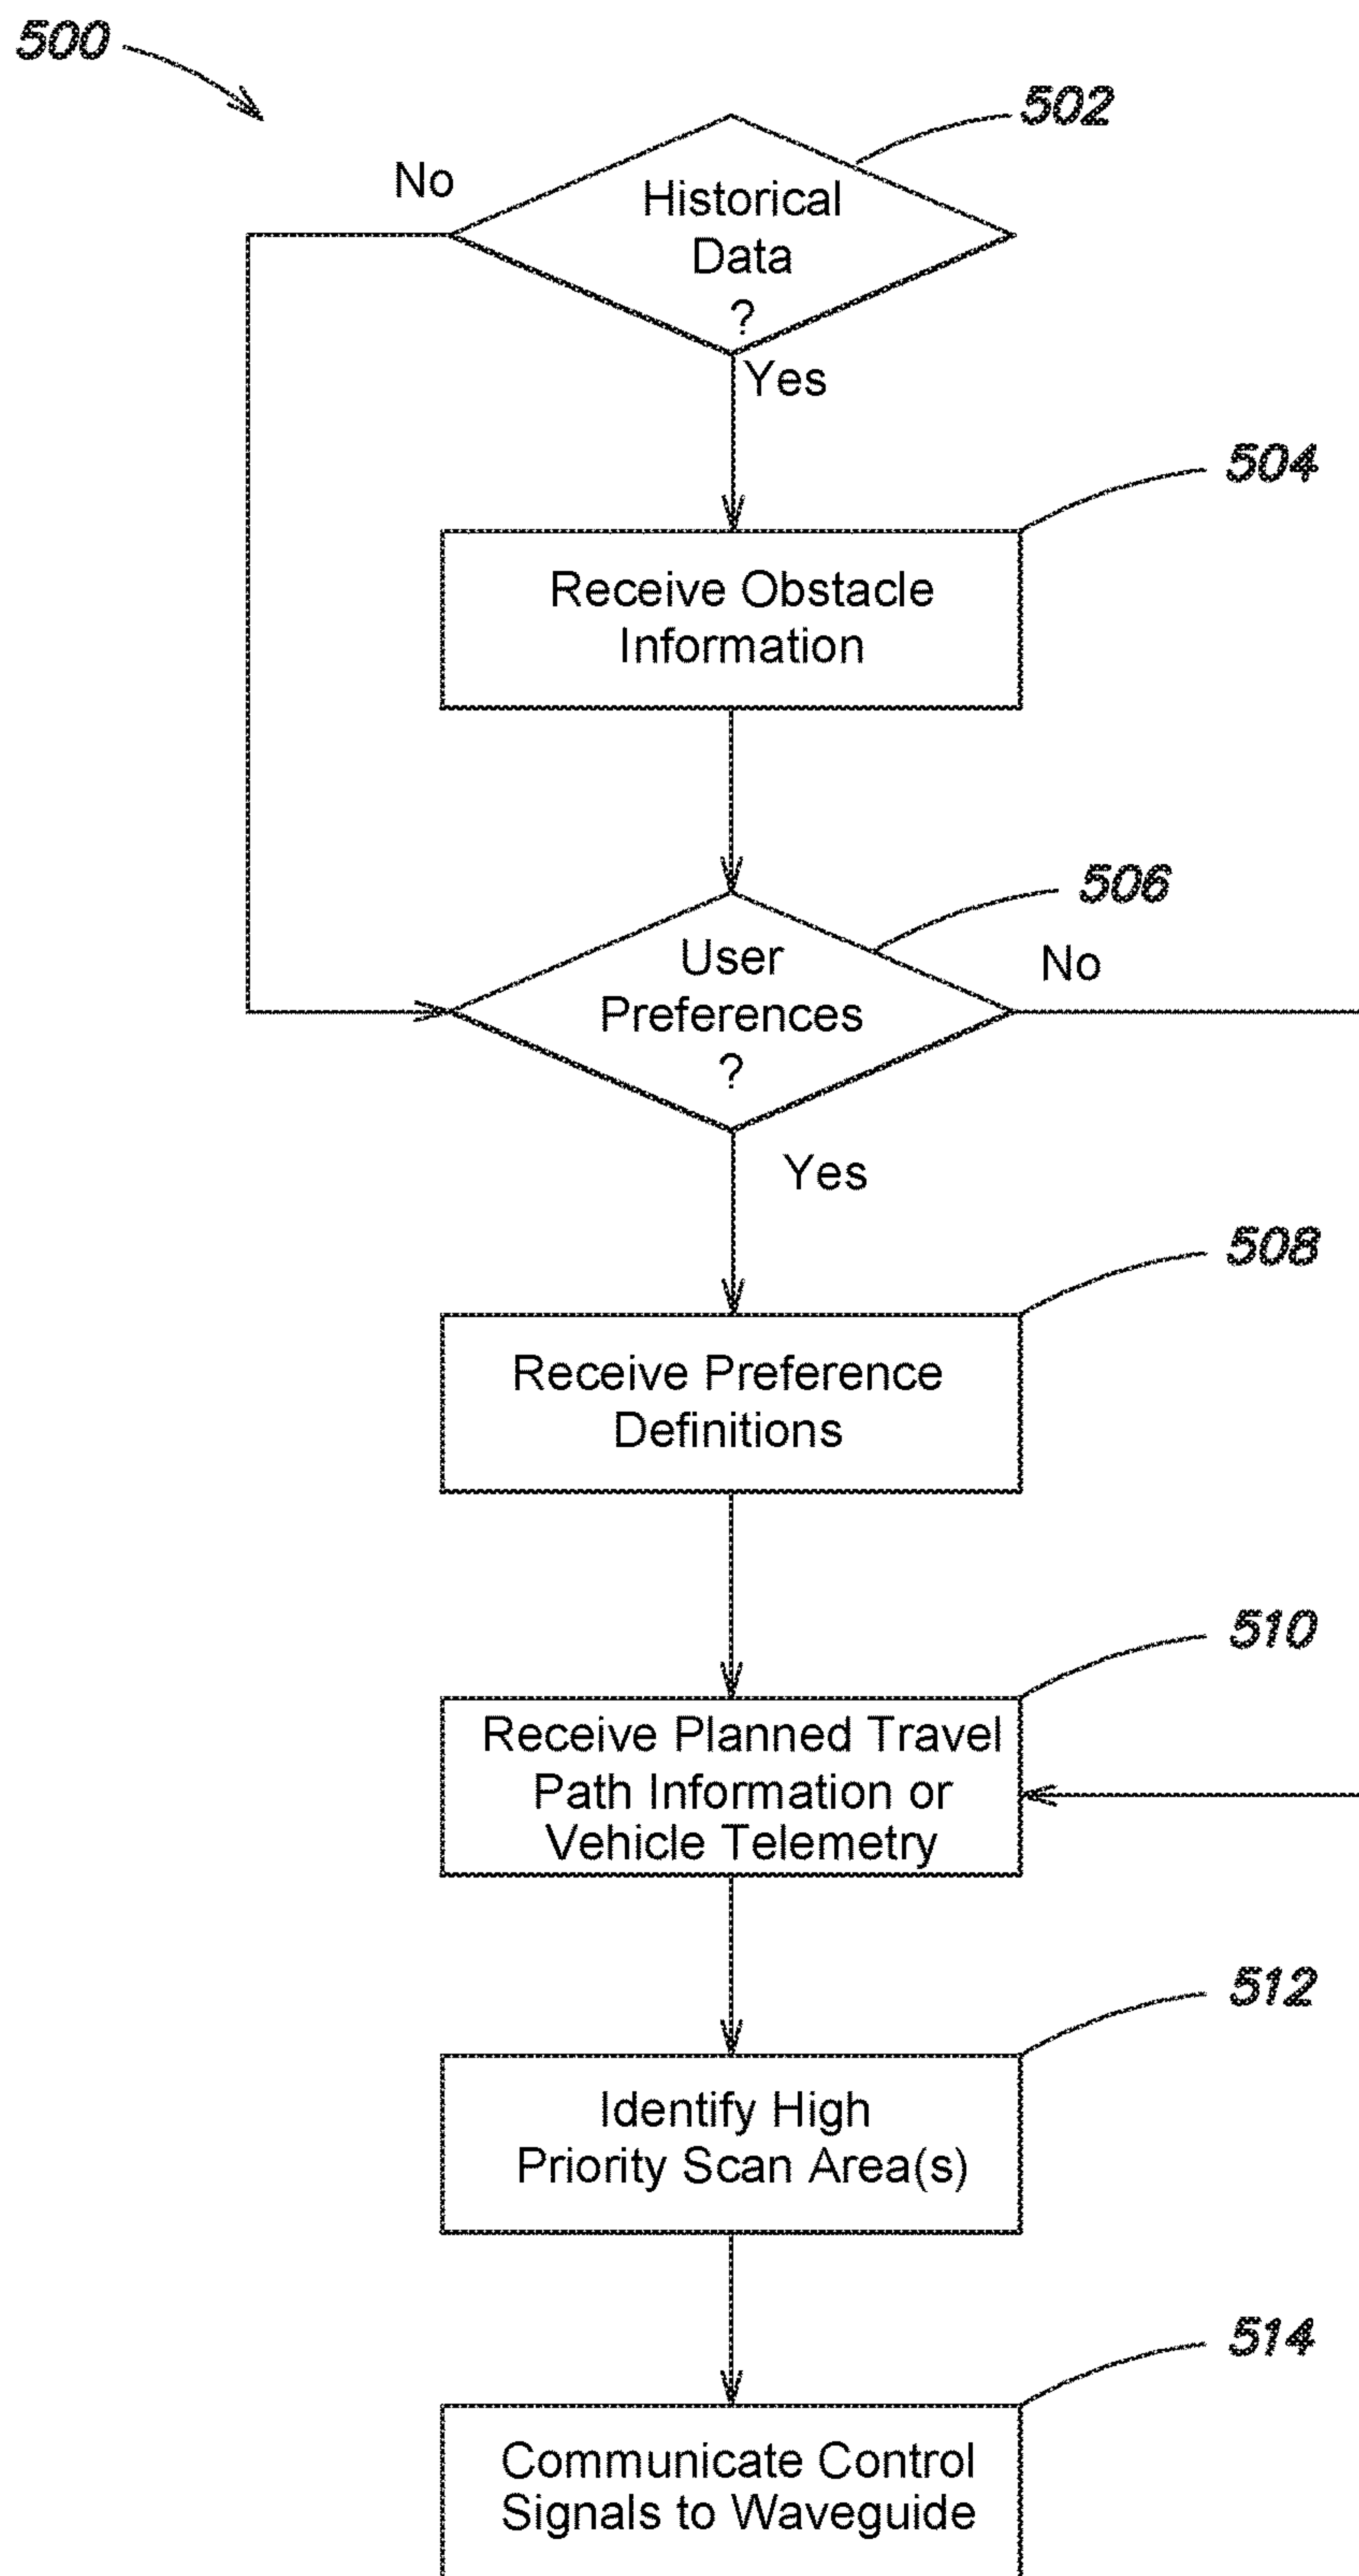 500
502
No
Historical
Data
?
Yes
504
Receive Obstacle
Information
506
User
Preferences
?
No
Yes
508
Receive Preference
Definitions
510
Receive Planned Travel
Path Information or
Vehicle Telemetry
512
Identify High
Priority Scan Area(s)
514
Communicate Control
Signals to Waveguide